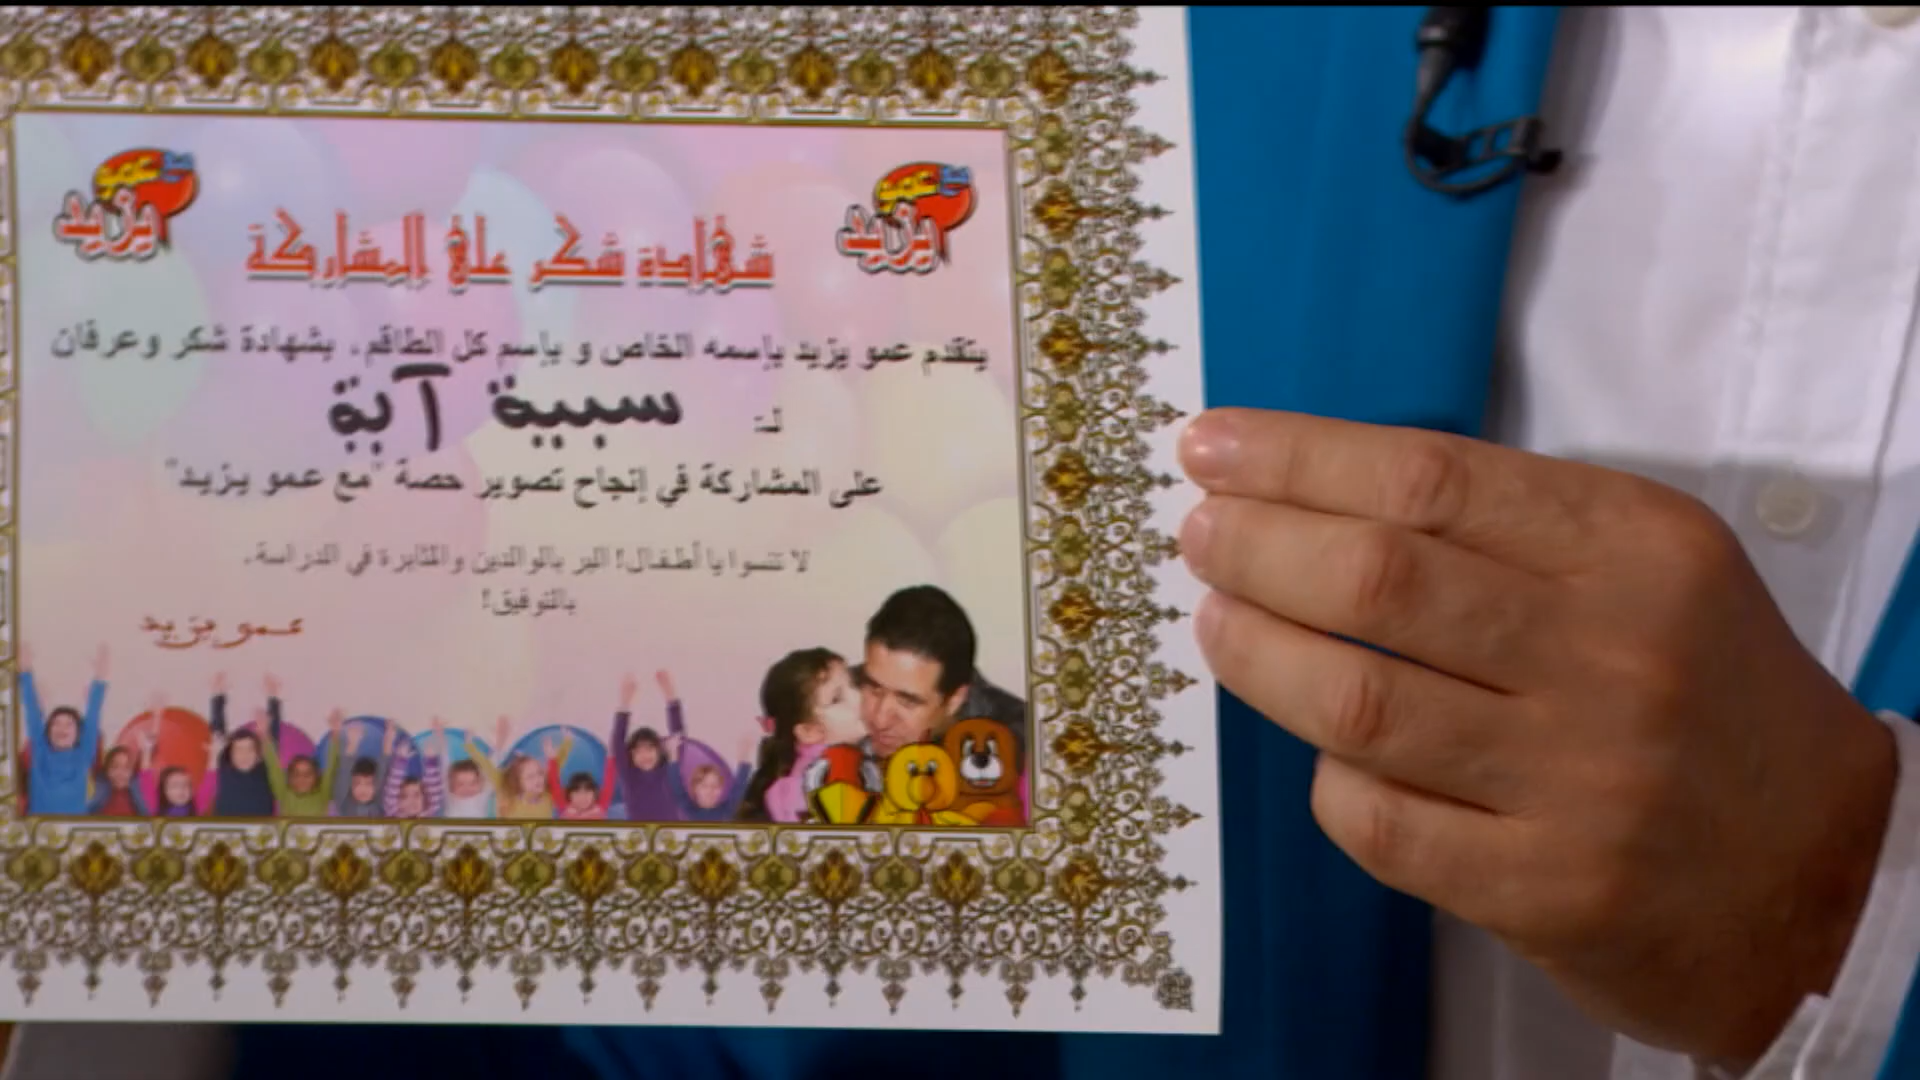 مع عمو يزيد
مع عمو يزيد
شهادة شكر على المشاركة
يتقدم عمو يزيد بإسمه الخاص و بإسم كل الطاقم، بشهادة شكر وعرفان
لـ سبية آية
على المشاركة في إنجاح تصوير حصة "مع عمو يزيد"
لا تنسوا يا أطفال! البر بالوالدين والمثابرة في الدراسة.
بالتوفيق!
عمو يزيد